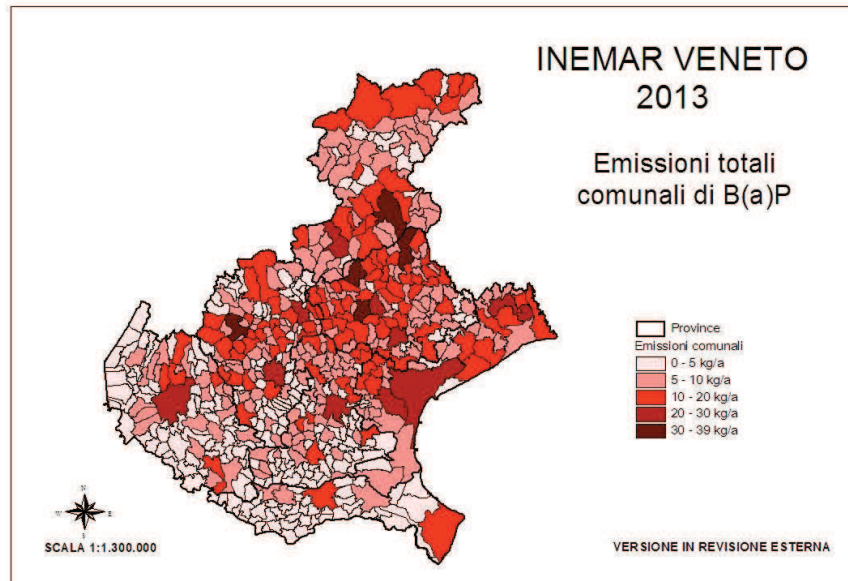 INEMAR VENETO
2013
Emissioni totali
comunali di B(a)P
Province
Emissioni comunali
0 - 5 kg/a
5 - 10 kg/a
10 - 20 kg/a
20 - 30 kg/a
30 - 39 kg/a
N
W
E
S
SCALA 1:1.300.000
VERSIONE IN REVISIONE ESTERNA